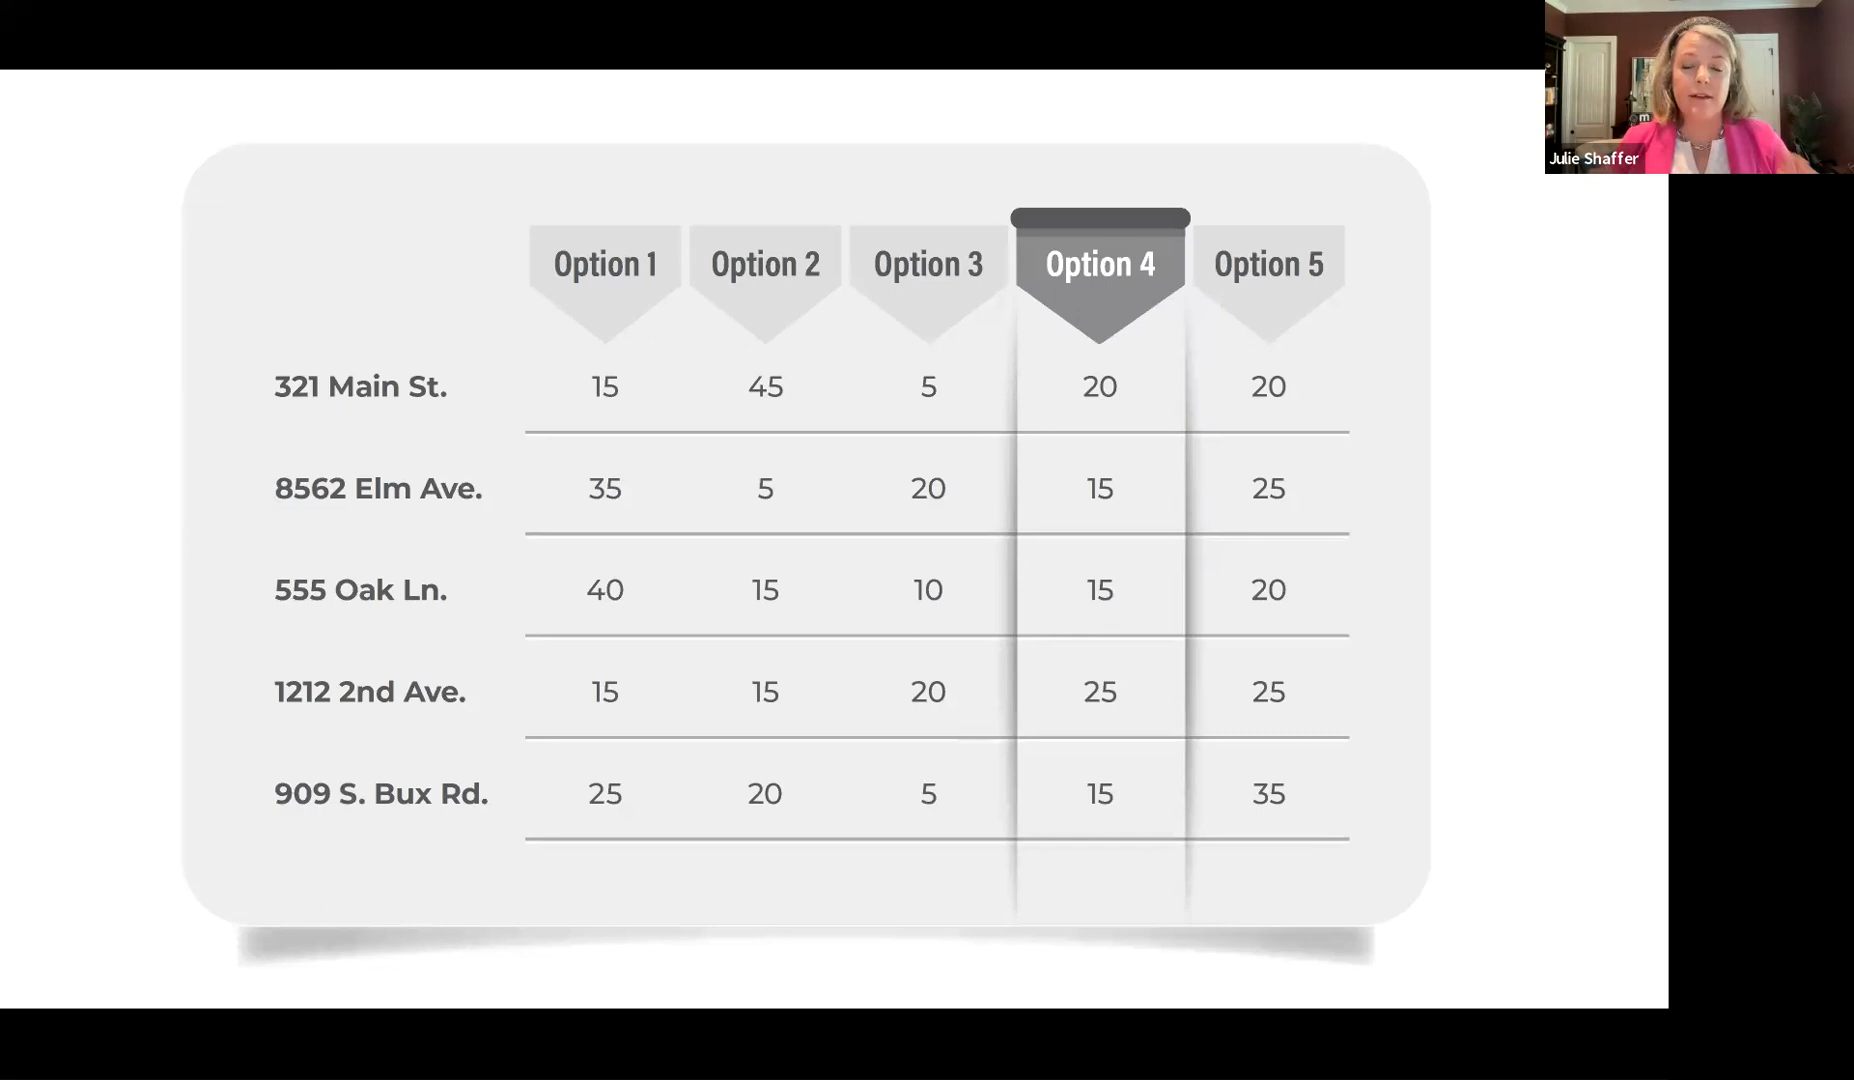 Julie Shaffer
Option 1 Option 2 Option 3 Option 4 Option 5
321 Main St. 15 45 5 20 20
8562 Elm Ave. 35 5 20 15 25
555 Oak Ln. 40 15 10 15 20
1212 2nd Ave. 15 15 20 25 25
909 S. Bux Rd. 25 20 5 15 35